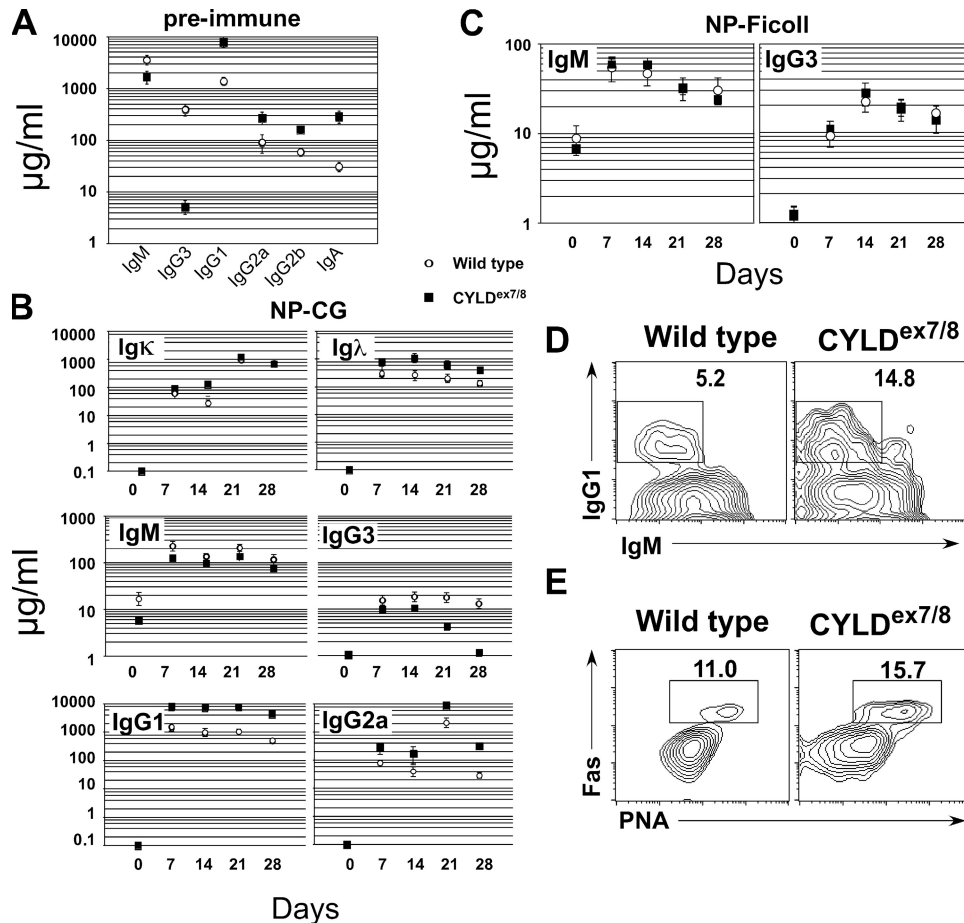 A
pre-immune
10000
1000
100
10
1
µg/ml
IgM
IgG3
IgG1
IgG2a
IgG2b
IgA
Wild type
CYLDex7/8
B
NP-CG
Igκ
Igλ
10000
1000
100
10
1
0.1
0 7 14 21 28
0 7 14 21 28
IgM
IgG3
1000
100
10
1
0 7 14 21 28
0 7 14 21 28
µg/ml
IgG1
IgG2a
10000
1000
100
10
1
0.1
0 7 14 21 28
0 7 14 21 28
Days
C
NP-Ficoll
IgM
IgG3
100
10
1
µg/ml
0 7 14 21 28
0 7 14 21 28
Days
D
Wild type
CYLDex7/8
5.2
14.8
IgG1
IgM
E
Wild type
CYLDex7/8
11.0
15.7
Fas
PNA